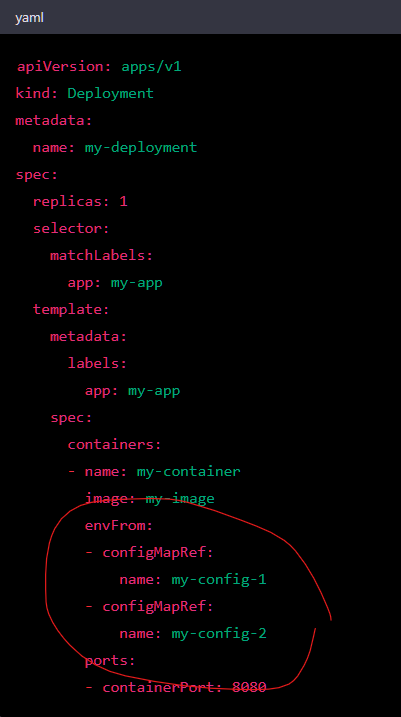 yaml
apiVersion: apps/v1
kind: Deployment
metadata:
  name: my-deployment
spec:
  replicas: 1
  selector:
    matchLabels:
      app: my-app
  template:
    metadata:
      labels:
        app: my-app
    spec:
      containers:
      - name: my-container
        image: my-image
        envFrom:
        - configMapRef:
            name: my-config-1
        - configMapRef:
            name: my-config-2
        ports:
        - containerPort: 8080